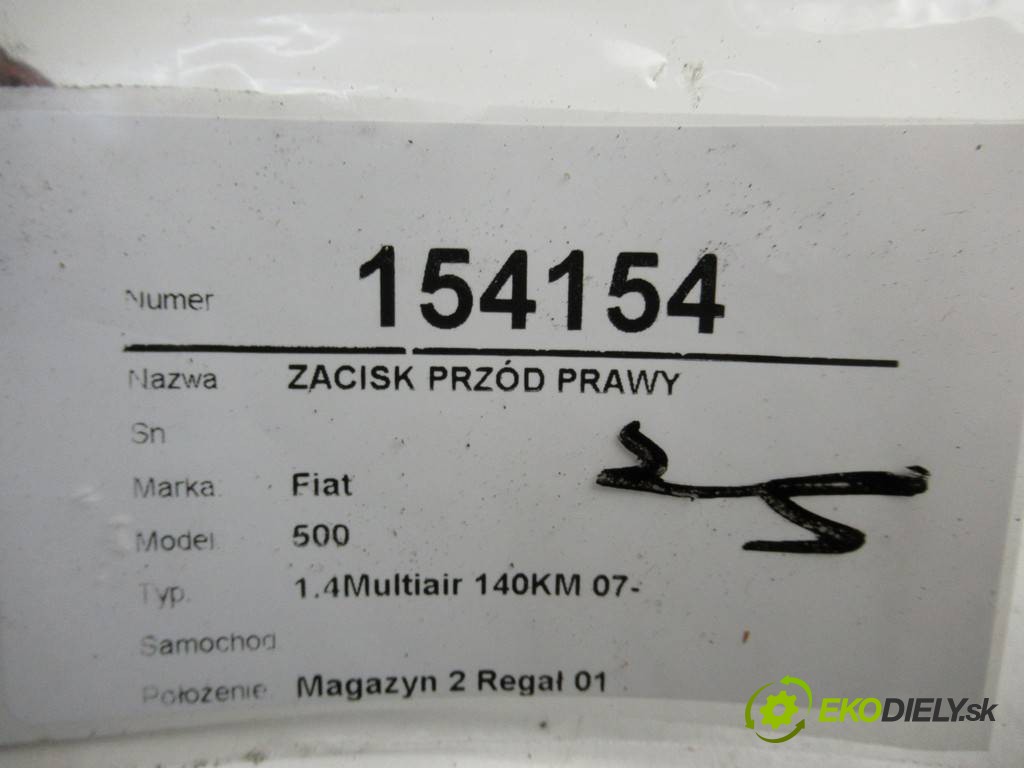 Numer 154154
Nazwa ZACISK PRZÓD PRAWY
Sn
Marka. Fiat
Model. 500
Typ. 1.4Multiair 140KM 07-
Samochod
Położenie Magazyn 2 Regał 01
EKODIELY.sk